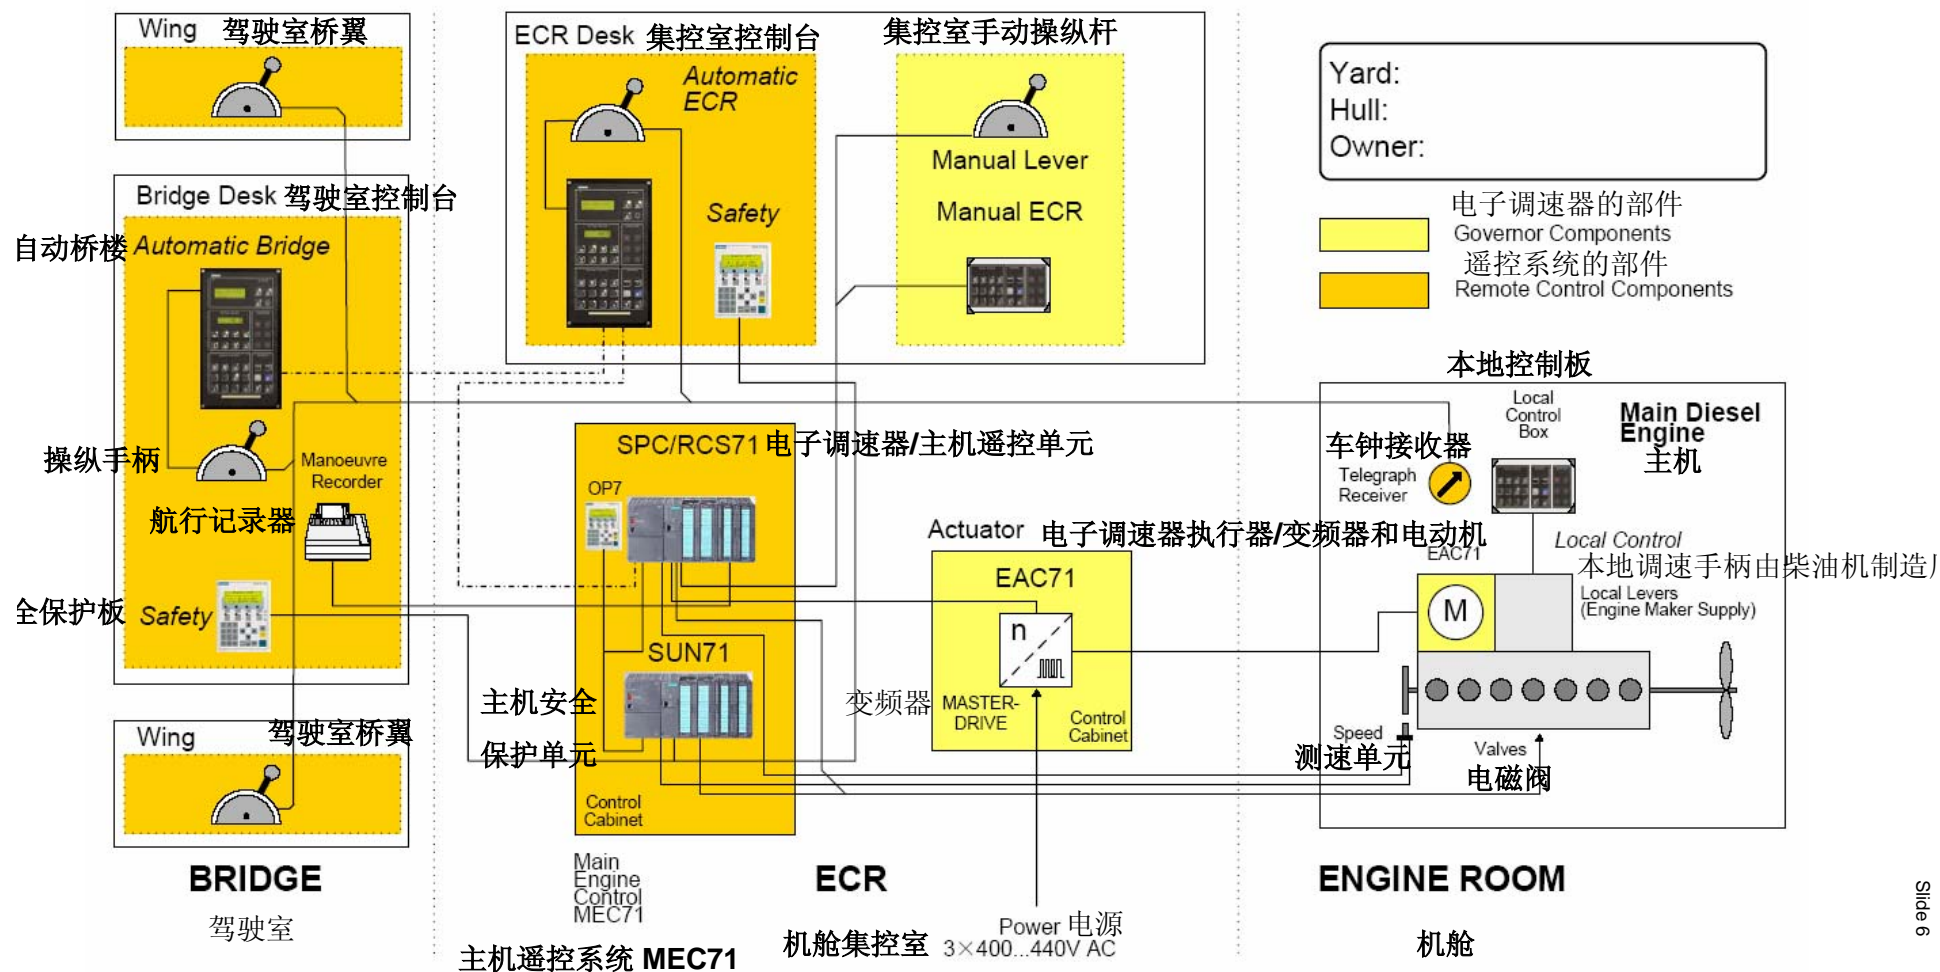 Wing 驾驶室桥翼
Bridge Desk 驾驶室控制台
自动桥楼 Automatic Bridge
操纵手柄
Manoeuvre
Recorder
航行记录器
全保护板 Safety
Wing 驾驶室桥翼
BRIDGE
驾驶室
ECR Desk 集控室控制台
集控室手动操纵杆
Automatic
ECR
Safety
Manual Lever
Manual ECR
SPC/RCS71 电子调速器/主机遥控单元
OP7
SUN71
主机安全
保护单元
Control
Cabinet
Main
Engine
Control
MEC71
主机遥控系统 MEC71
Actuator 电子调速器执行器/变频器和电动机
EAC71
n
变频器
MASTER-
DRIVE
Control
Cabinet
ECR
机舱集控室
Power 电源
3×400...440V AC
Yard:
Hull:
Owner:
电子调速器的部件
Governor Components
遥控系统的部件
Remote Control Components
本地控制板
Local
Control
Box
Main Diesel
Engine
主机
车钟接收器
Telegraph
Receiver
EAC71
Local Control
本地调速手柄由柴油机制造
Local Levers
(Engine Maker Supply)
M
Speed
测速单元
Valves
电磁阀
ENGINE ROOM
机舱
Slide 6